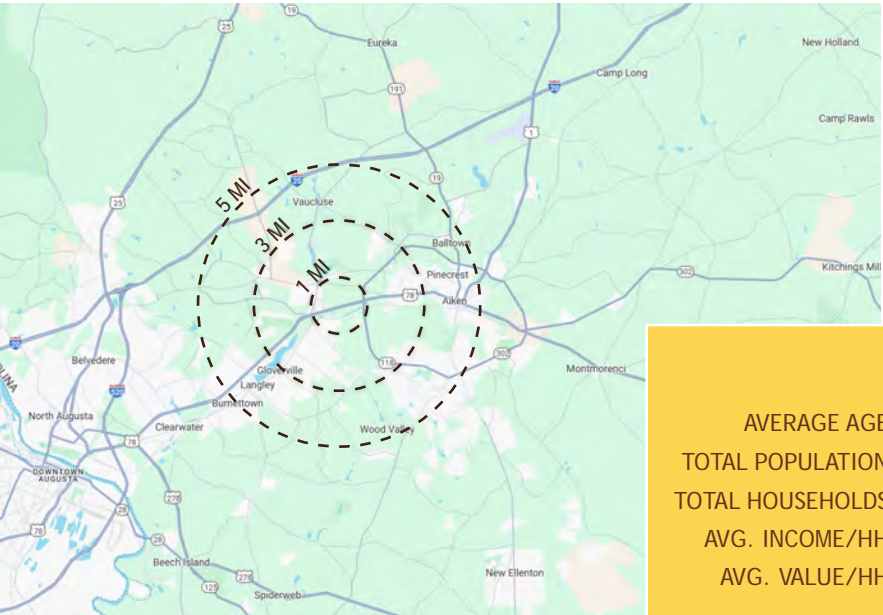 19
25
Eureka
New Holland
Camp Long
20
191
Camp Rawls
1
19
20
5 MI
Vaucluse
25
3 MI
Balltown
1 MI
Pinecrest
302
Kitchings Mill
78
Aiken
20
302
Belvedere
118
Gloverville
Montmorenci
Langley
520
Burnettown
North Augusta
Clearwater
Wood Valley
78
DOWNTOWN
AUGUSTA
278
28
78
28
Beech Island
278
New Ellenton
125
Spiderweb
AVERAGE AGE
TOTAL POPULATION
TOTAL HOUSEHOLDS
AVG. INCOME/HH
AVG. VALUE/HH